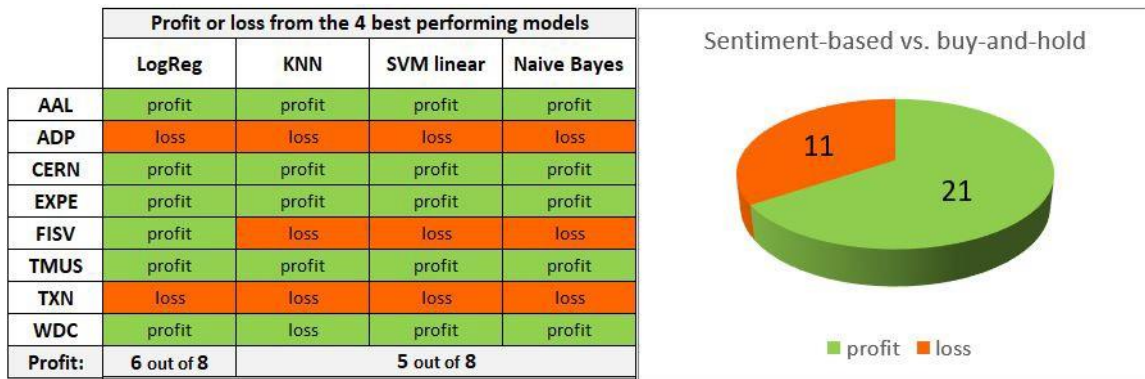 Profit or loss from the 4 best performing models
LogReg KNN SVM linear Naive Bayes
AAL profit profit profit profit
ADP loss loss loss loss
CERN profit profit profit profit
EXPE profit profit profit profit
FISV profit loss loss loss
TMUS profit profit profit profit
TXN loss loss loss loss
WDC profit loss profit profit
Profit: 6 out of 8 5 out of 8
Sentiment-based vs. buy-and-hold
11
21
profit loss